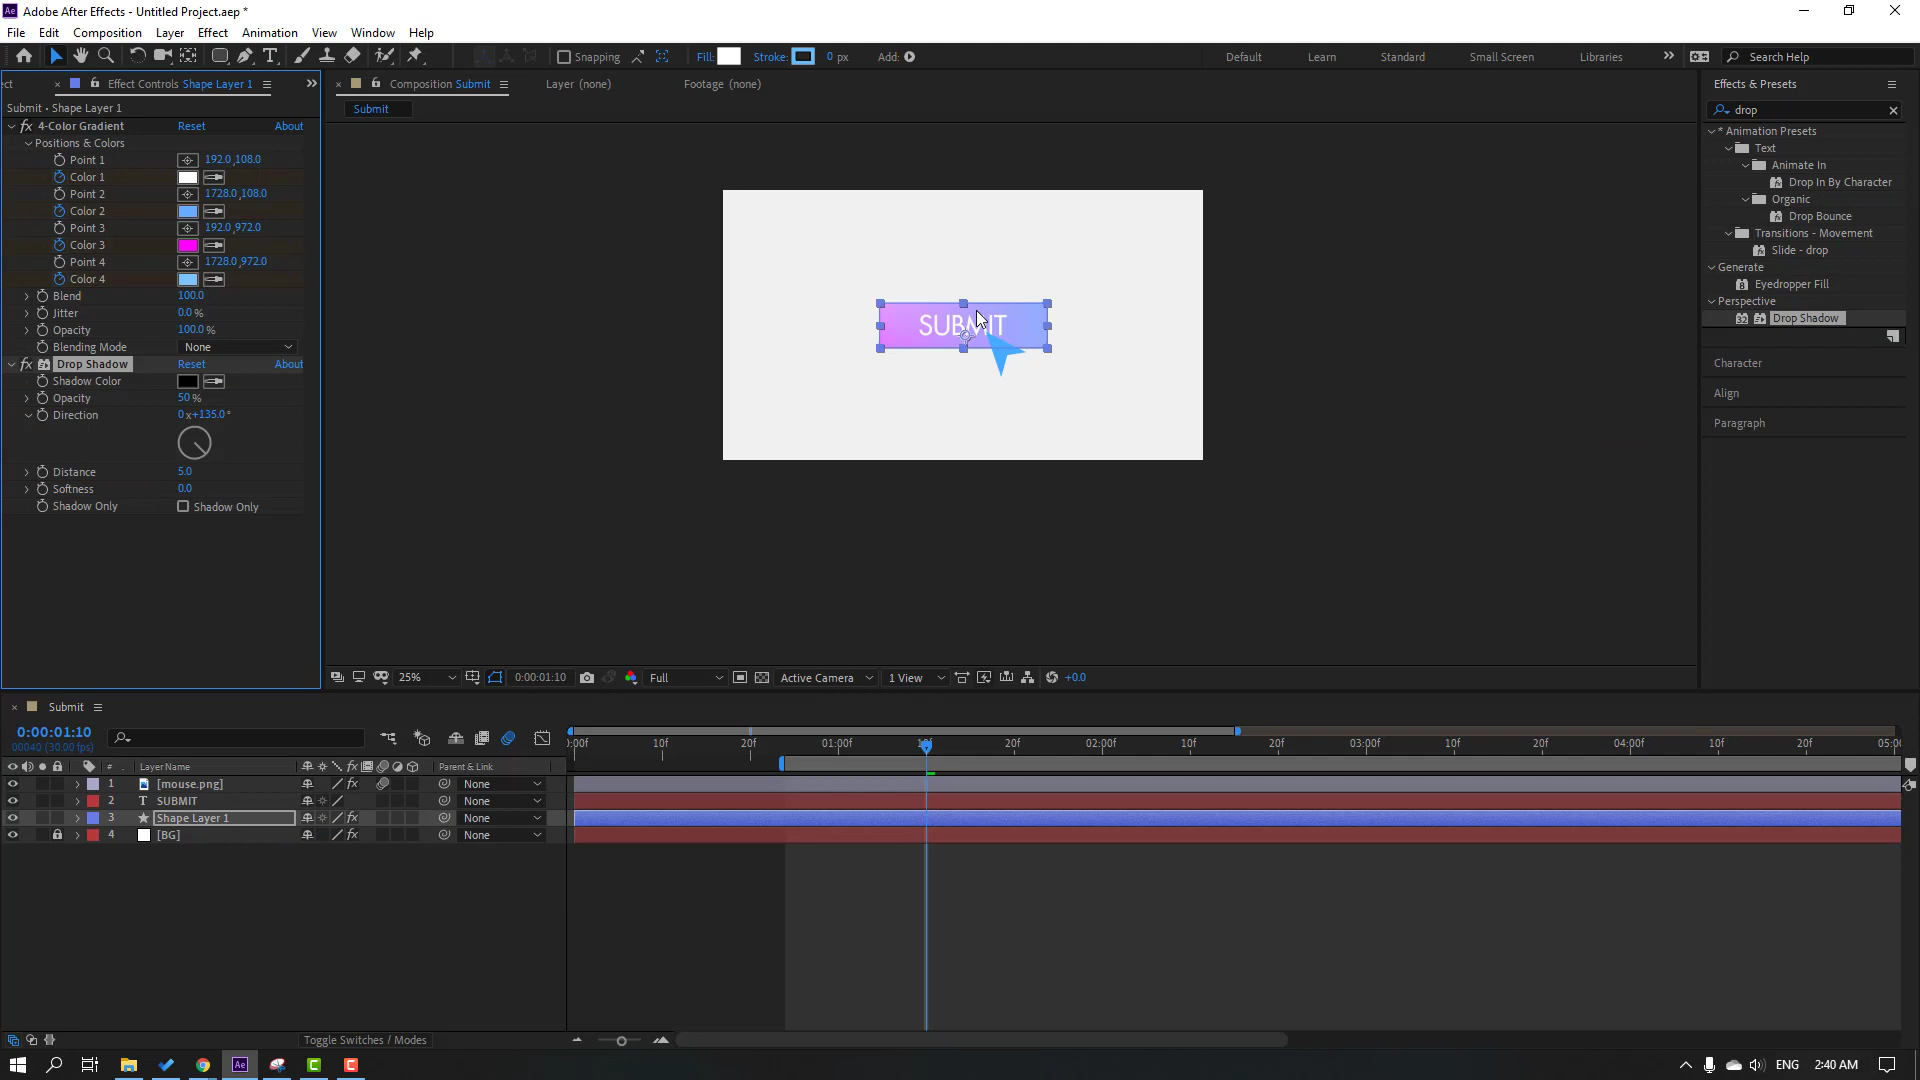 Adobe After Effects - Untitled Project.aep *
File Edit Composition Layer Effect Animation View Window Help
Snapping Fill: Stroke: 0 px Add: Default Learn Standard Small Screen Libraries Search Help
ect Effect Controls Shape Layer 1 Composition Submit Layer (none) Footage (none) Effects & Presets
Submit • Shape Layer 1
Submit
drop
4-Color Gradient Reset About
Positions & Colors
Point 1 192.0,108.0
Color 1
Point 2 1728.0,108.0
Color 2
Point 3 192.0,972.0
Color 3
Point 4 1728.0,972.0
Color 4
Blend 100.0
Jitter 0.0 %
Opacity 100.0 %
Blending Mode None
Drop Shadow Reset About
Shadow Color
Opacity 50 %
Direction 0x+135.0°
Distance 5.0
Softness 0.0
Shadow Only Shadow Only
SUBMIT
* Animation Presets
Text
Animate In
Drop In By Character
Organic
Drop Bounce
Transitions - Movement
Slide - drop
Generate
Eyedropper Fill
Perspective
Drop Shadow
Character
Align
Paragraph
25% 0:00:01:10 Full Active Camera 1 View +0.0
Submit
0:00:01:10
00040 (30.00 fps)
:00f 10f 20f 01:00f 10f 20f 02:00f 10f 20f 03:00f 10f 20f 04:00f 10f 20f 05:00
# Layer Name Parent & Link
1 [mouse.png] None
2 SUBMIT None
3 Shape Layer 1 None
4 [BG] None
Toggle Switches / Modes
ENG 2:40 AM